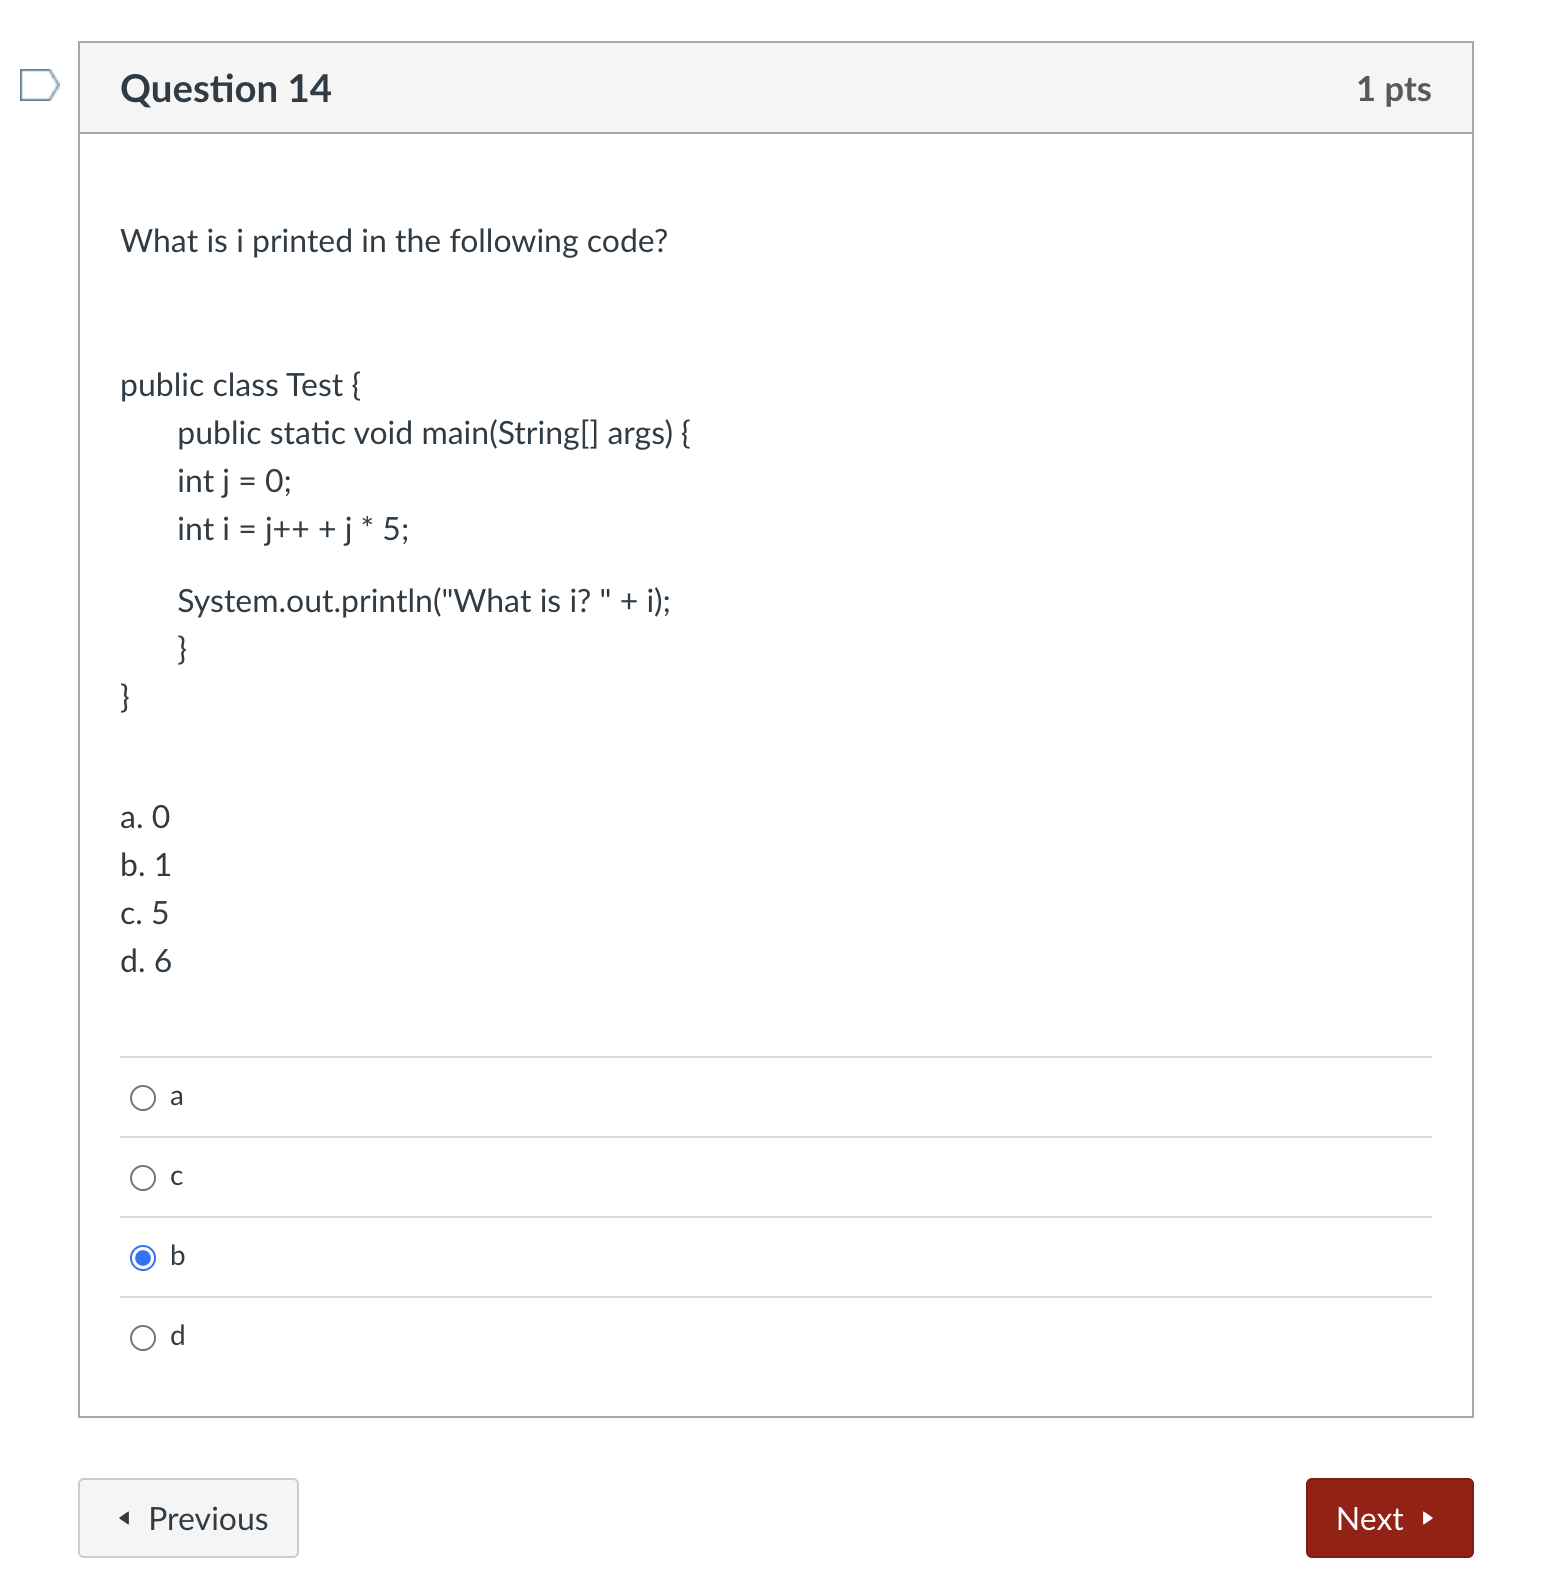 Question 14
1 pts
What is i printed in the following code?
public class Test {
public static void main(String[] args) {
int j = 0;
int i = j++ + j * 5;
System.out.println("What is i? " + i);
}
}
a. 0
b. 1
c. 5
d. 6
a
c
b
d
Previous
Next